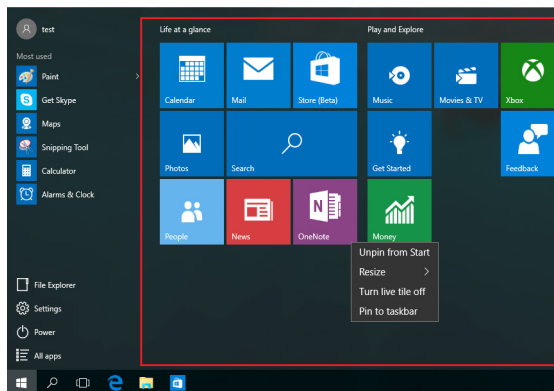 test
Most used
Paint
Get Skype
Maps
Snipping Tool
Calculator
Alarms & Clock
File Explorer
Settings
Power
All apps
Life at a glance
Calendar
Mail
Store (Beta)
Photos
Search
People
News
OneNote
Play and Explore
Music
Movies & TV
Xbox
Get Started
Feedback
Money
Unpin from Start
Resize
Turn live tile off
Pin to taskbar